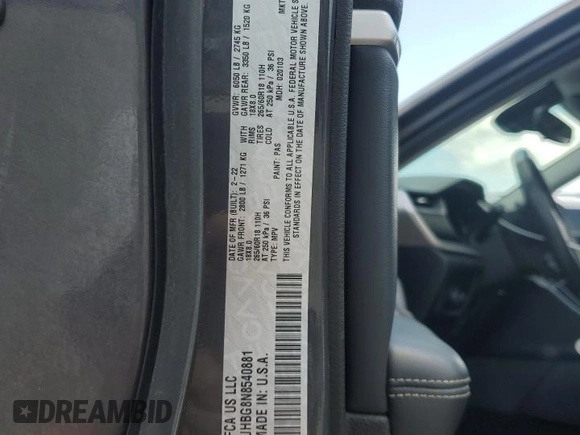 FCA US LLC
DATE OF MFR (BUILT): 2-22
GVWR: 6050 LB / 2745 KG
GAWR FRONT: 2800 LB / 1271 KG
WITH
GAWR REAR: 3350 LB / 1520 KG
18X8.0
RIMS
18X8.0
265/60R18 110H
TIRES
265/60R18 110H
AT 250 kPa / 36 PSI
COLD
AT 250 kPa / 36 PSI
TYPE: MPV
PAINT: PAS
MDH: 020103
MKT
THIS VEHICLE CONFORMS TO ALL APPLICABLE U.S.A. FEDERAL MOTOR VEHICLE S
STANDARDS IN EFFECT ON THE DATE OF MANUFACTURE SHOWN ABOVE.
JHBG8N8540881
MADE IN: U.S.A.
AUTOBIDMASTER